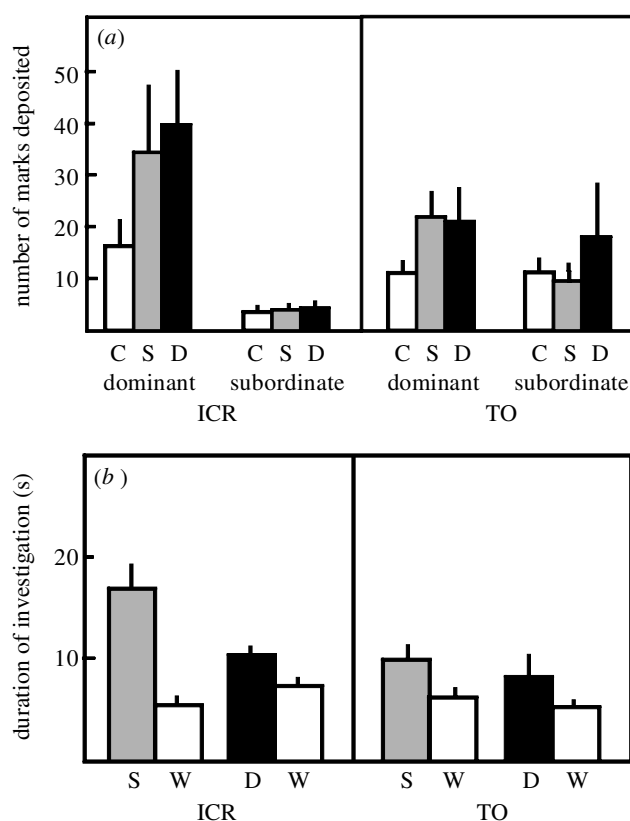 (a)
number of marks deposited
50
40
30
20
10
C S D C S D C S D C S D
dominant subordinate dominant subordinate
ICR TO
(b )
duration of investigation (s)
20
10
S W D W S W D W
ICR TO